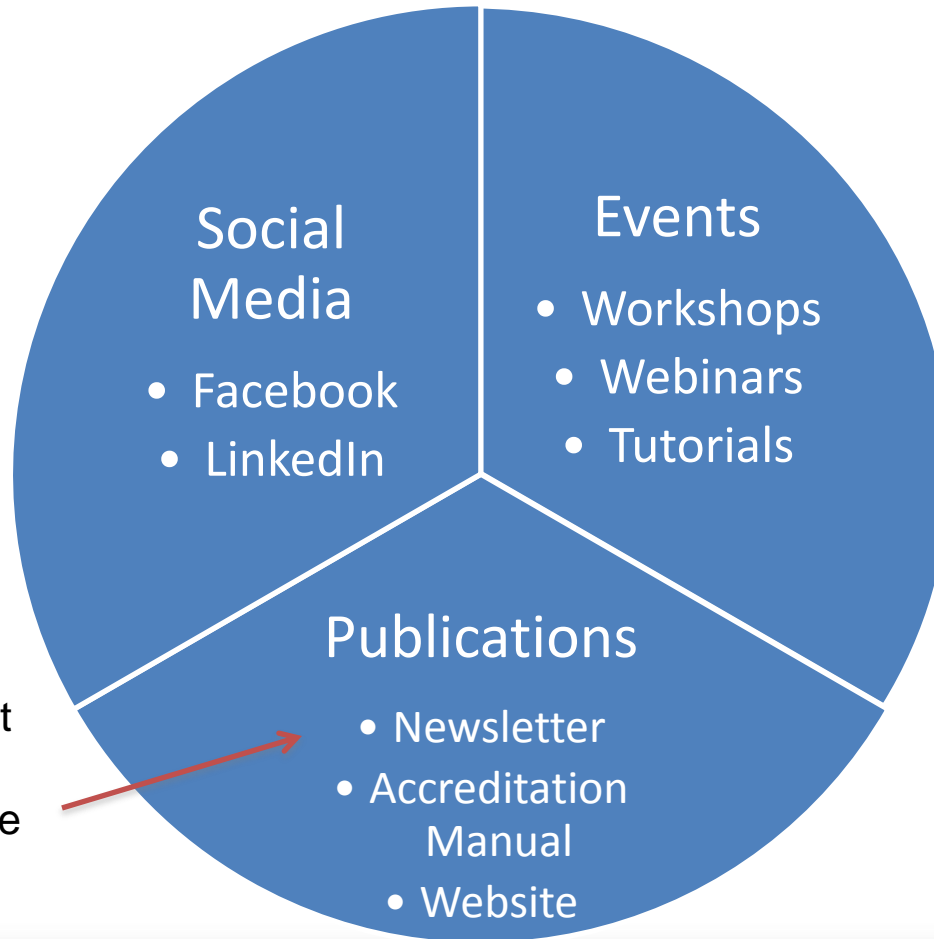 Social
Media
• Facebook
• LinkedIn
Events
• Workshops
• Webinars
• Tutorials
Publications
• Newsletter
• Accreditation
Manual
• Website